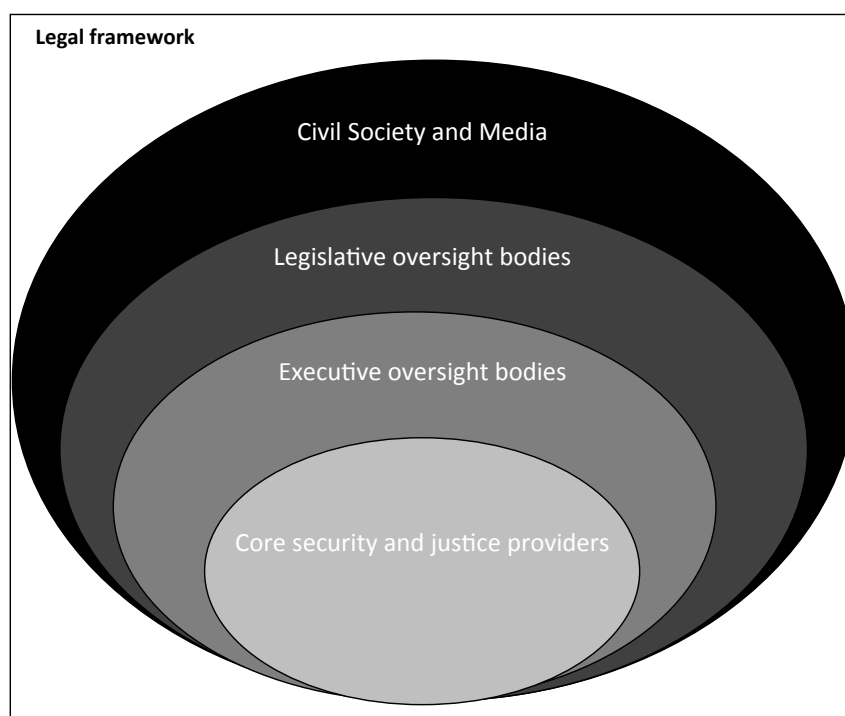 Legal framework
Civil Society and Media
Legislative oversight bodies
Executive oversight bodies
Core security and justice providers